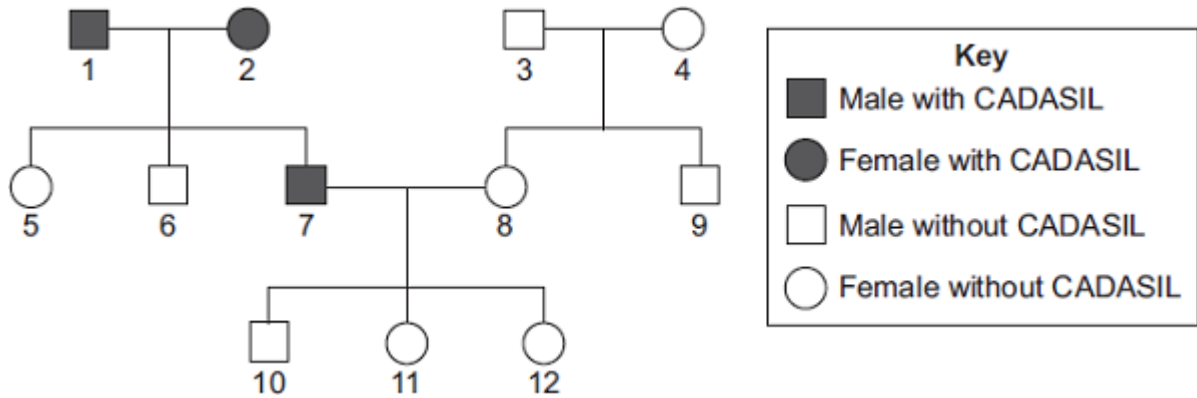 1 2 3 4
5 6 7 8 9
10 11 12
Key
Male with CADASIL
Female with CADASIL
Male without CADASIL
Female without CADASIL